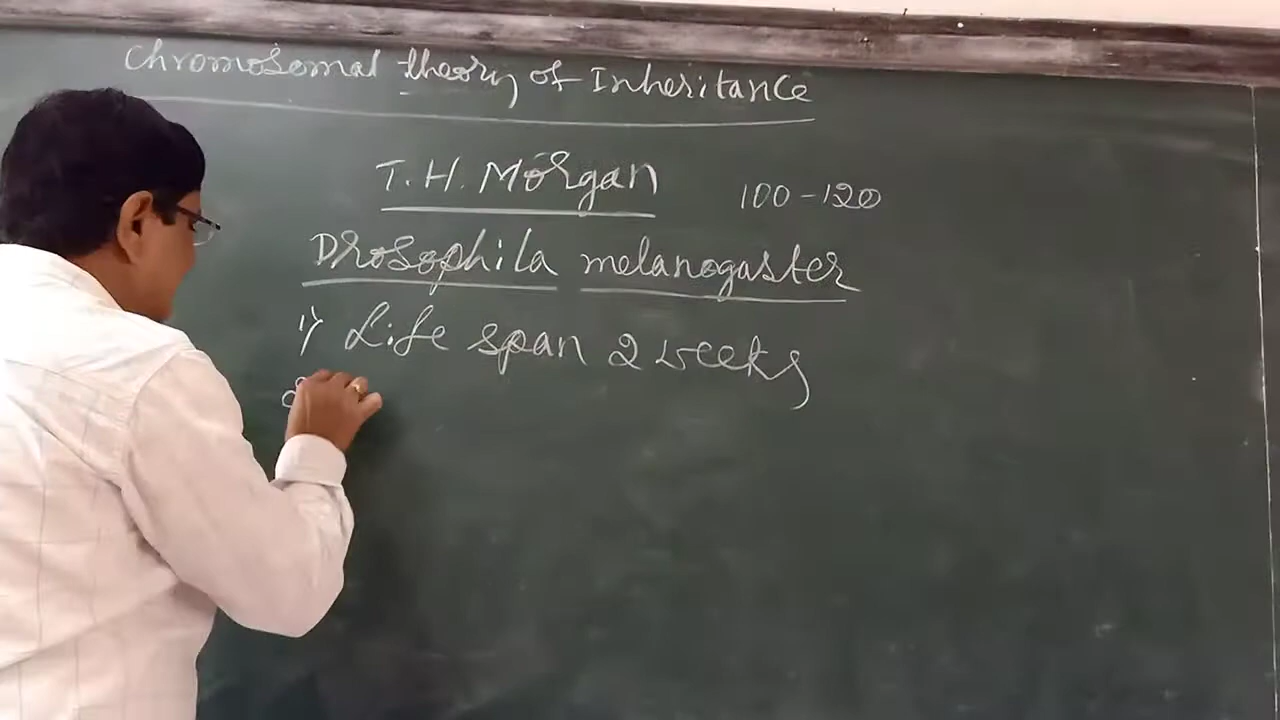 Chromosomal theory of Inheritance
T. H. Morgan 100-120
Drosophila melanogaster
1) Life span 2 weeks